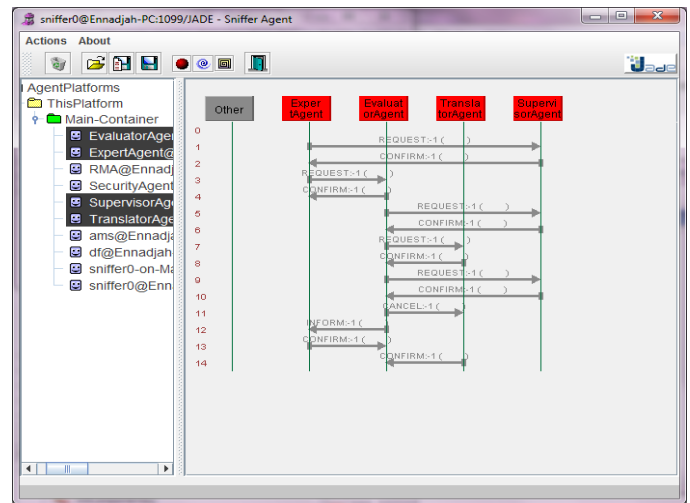 sniffer0@Ennadjah-PC:1099/JADE - Sniffer Agent
Actions About
AgentPlatforms
ThisPlatform
Main-Container
EvaluatorAger
ExpertAgent@
RMA@Ennadj
SecurityAgent
SupervisorAge
TranslatorAge
ams@Ennadja
df@Ennadjah-
sniffer0-on-Ma
sniffer0@Enn
Jade
Other
Exper
tAgent
Evaluat
orAgent
Transla
torAgent
Supervi
sorAgent
0
1 REQUEST:-1 ( )
2 CONFIRM:-1 ( )
3 REQUEST:-1 ( )
4 CONFIRM:-1 ( )
5 REQUEST:-1 ( )
6 CONFIRM:-1 ( )
7 REQUEST:-1 ( )
8 CONFIRM:-1 ( )
9 REQUEST:-1 ( )
10 CONFIRM:-1 ( )
11 CANCEL:-1 ( )
12 INFORM:-1 ( )
13 CONFIRM:-1 ( )
14 CONFIRM:-1 ( )